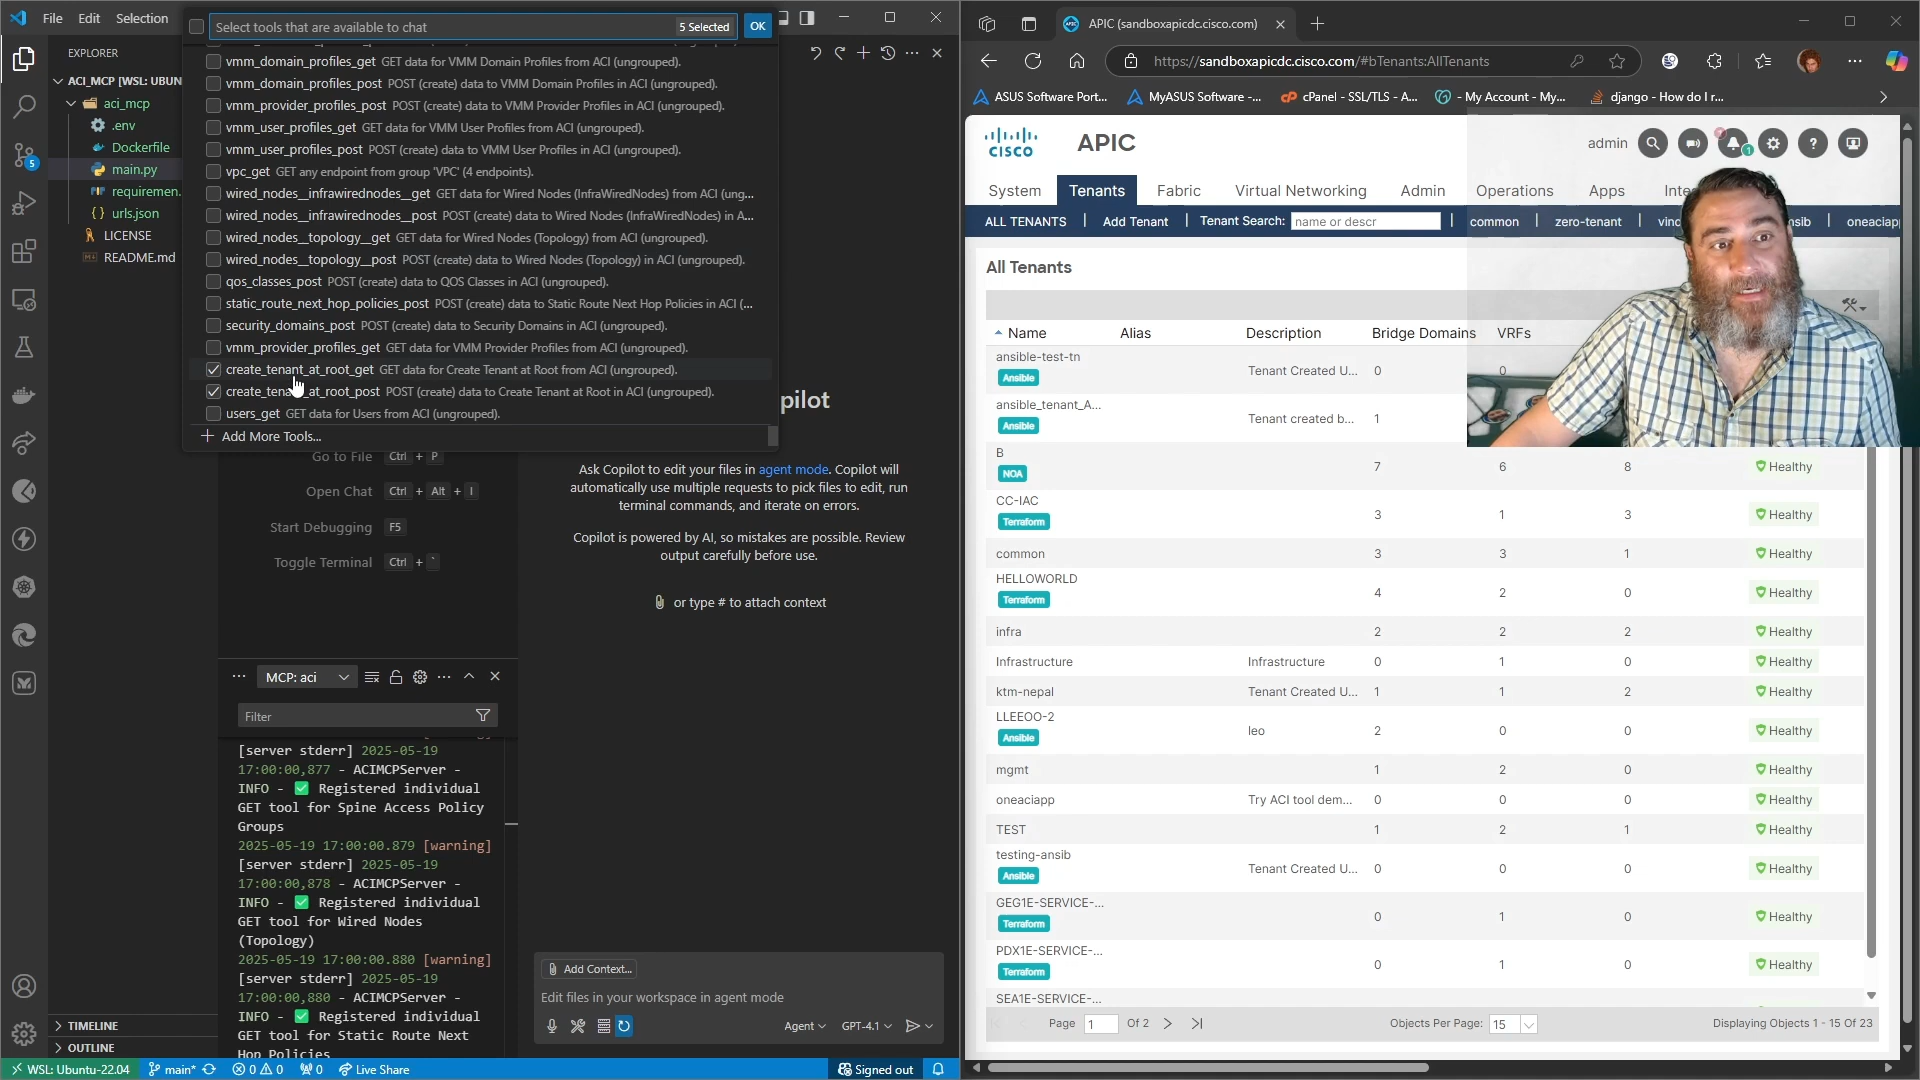 File Edit Selection
Select tools that are available to chat
5 Selected
OK
EXPLORER
ACI_MCP [WSL: UBUN
aci_mcp
.env
Dockerfile
main.py
requiremen.
urls.json
LICENSE
README.md
vmm_domain_profiles_get GET data for VMM Domain Profiles from ACI (ungrouped).
vmm_domain_profiles_post POST (create) data to VMM Domain Profiles in ACI (ungrouped).
vmm_provider_profiles_post POST (create) data to VMM Provider Profiles in ACI (ungrouped).
vmm_user_profiles_get GET data for VMM User Profiles from ACI (ungrouped).
vmm_user_profiles_post POST (create) data to VMM User Profiles in ACI (ungrouped).
vpc_get GET any endpoint from group 'VPC' (4 endpoints).
wired_nodes__infrawirednodes__get GET data for Wired Nodes (InfraWiredNodes) from ACI (ung...
wired_nodes__infrawirednodes__post POST (create) data to Wired Nodes (InfraWiredNodes) in A...
wired_nodes__topology__get GET data for Wired Nodes (Topology) from ACI (ungrouped).
wired_nodes__topology__post POST (create) data to Wired Nodes (Topology) in ACI (ungrouped).
qos_classes_post POST (create) data to QOS Classes in ACI (ungrouped).
static_route_next_hop_policies_post POST (create) data to Static Route Next Hop Policies in ACI (...
security_domains_post POST (create) data to Security Domains in ACI (ungrouped).
vmm_provider_profiles_get GET data for VMM Provider Profiles from ACI (ungrouped).
create_tenant_at_root_get GET data for Create Tenant at Root from ACI (ungrouped).
create_tenant_at_root_post POST (create) data to Create Tenant at Root in ACI (ungrouped).
users_get GET data for Users from ACI (ungrouped).
Add More Tools...
pilot
Go to File Ctrl + P
Open Chat Ctrl + Alt + I
Start Debugging F5
Toggle Terminal Ctrl + `
Ask Copilot to edit your files in agent mode. Copilot will
automatically use multiple requests to pick files to edit, run
terminal commands, and iterate on errors.
Copilot is powered by AI, so mistakes are possible. Review
output carefully before use.
or type # to attach context
MCP: aci
Filter
[server stderr] 2025-05-19
17:00:00,877 - ACIMCPServer -
INFO - ✅ Registered individual
GET tool for Spine Access Policy
Groups
2025-05-19 17:00:00.879 [warning]
[server stderr] 2025-05-19
17:00:00,878 - ACIMCPServer -
INFO - ✅ Registered individual
GET tool for Wired Nodes
(Topology)
2025-05-19 17:00:00.880 [warning]
[server stderr] 2025-05-19
17:00:00,880 - ACIMCPServer -
INFO - ✅ Registered individual
GET tool for Static Route Next
Hop Policies
Add Context...
Edit files in your workspace in agent mode
Agent GPT-4.1
TIMELINE
OUTLINE
5
WSL: Ubuntu-22.04 main* 0 0 0 Live Share Signed out
APIC (sandboxapicdc.cisco.com)
https://sandboxapicdc.cisco.com/#bTenants:AllTenants
ASUS Software Port... MyASUS Software -... cPanel - SSL/TLS - A... - My Account - My... django - How do I r...
cisco
APIC
admin
1
System Tenants Fabric Virtual Networking Admin Operations Apps Inte
ALL TENANTS | Add Tenant | Tenant Search: name or descr | common | zero-tenant | | oneaciap
All Tenants
Name Alias Description Bridge Domains VRFs
ansible-test-tn
Ansible
Tenant Created U... 0 0
ansible_tenant_A...
Ansible
Tenant created b... 1
B
NOA
7 6 8 Healthy
CC-IAC
Terraform
3 1 3 Healthy
common 3 3 1 Healthy
HELLOWORLD
Terraform
4 2 0 Healthy
infra 2 2 2 Healthy
Infrastructure Infrastructure 0 1 0 Healthy
ktm-nepal Tenant Created U... 1 1 2 Healthy
LLEEOO-2
Ansible
leo 2 0 0 Healthy
mgmt 1 2 0 Healthy
oneaciapp Try ACI tool dem... 0 0 0 Healthy
TEST 1 2 1 Healthy
testing-ansib
Ansible
Tenant Created U... 0 0 0 Healthy
GEG1E-SERVICE-...
Terraform
0 1 0 Healthy
PDX1E-SERVICE-...
Terraform
0 1 0 Healthy
SEA1E-SERVICE-...
Page 1 Of 2
Objects Per Page: 15
Displaying Objects 1 - 15 Of 23